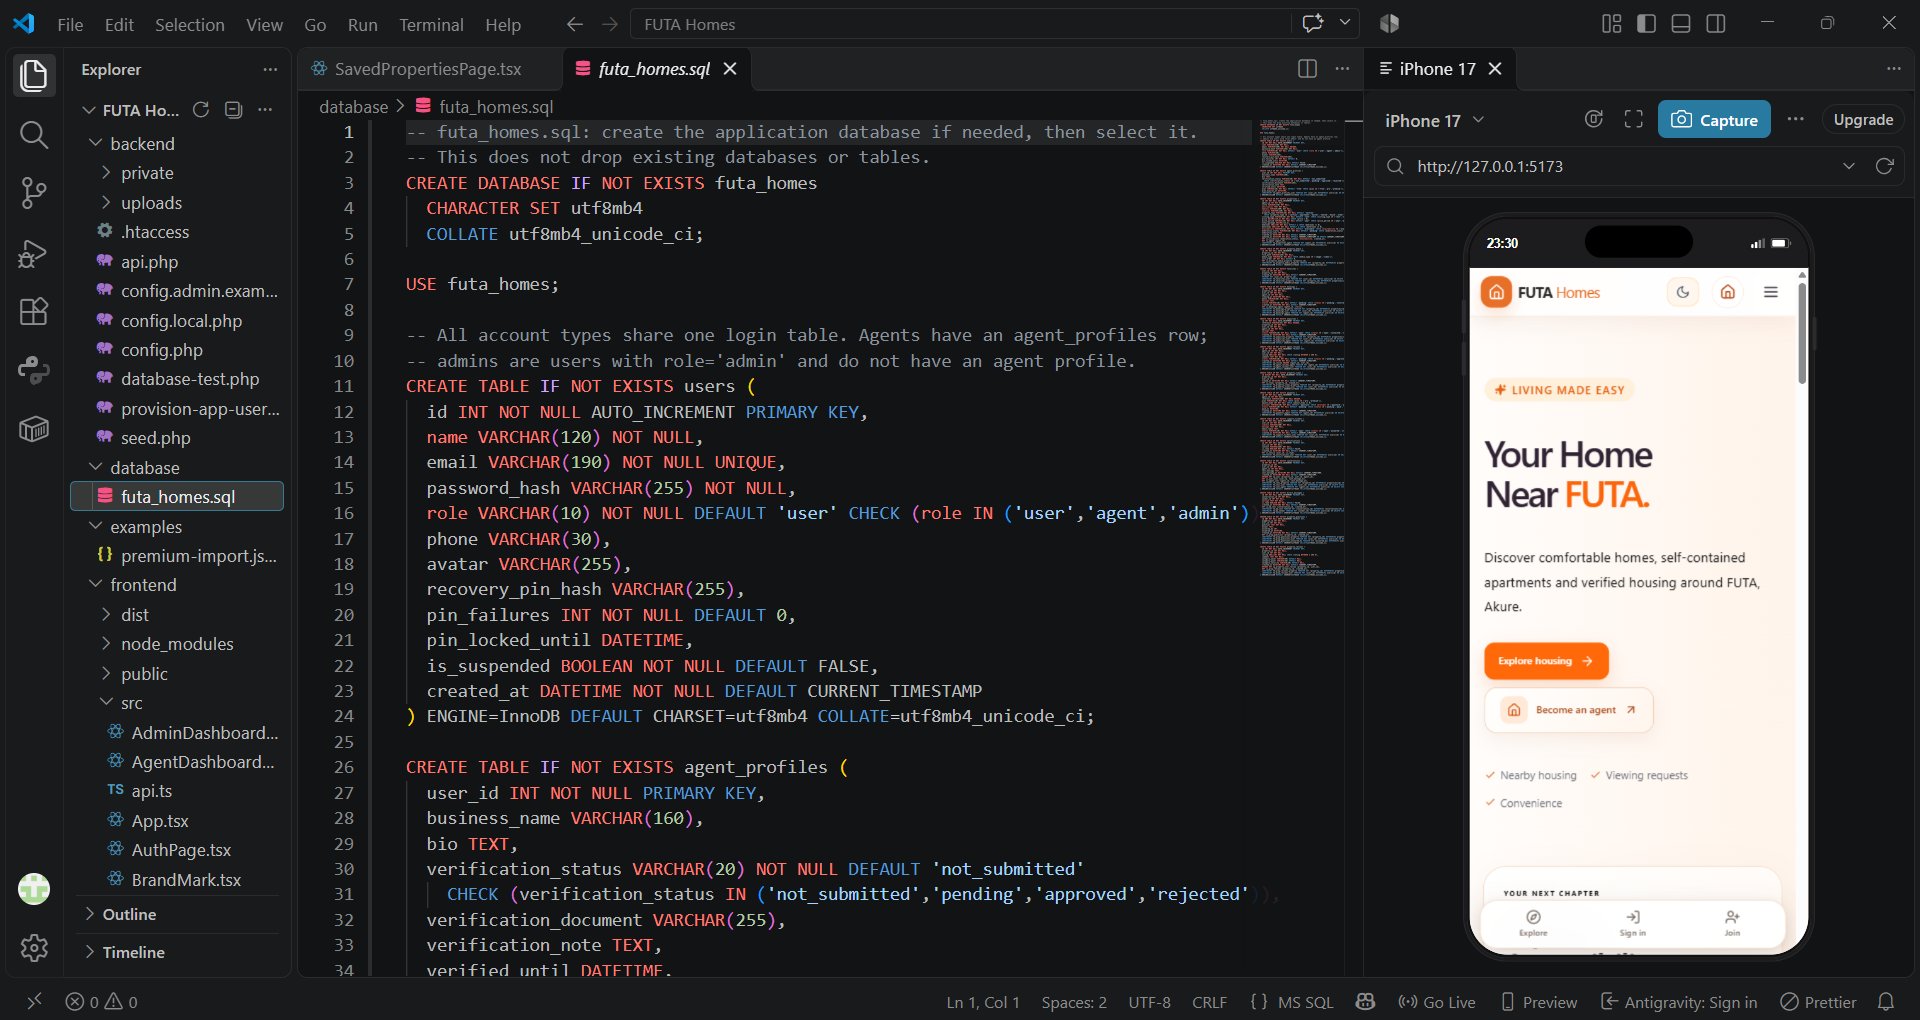 File Edit Selection View Go Run Terminal Help
FUTA Homes
Explorer
FUTA Ho...
backend
private
uploads
.htaccess
api.php
config.admin.exam...
config.local.php
config.php
database-test.php
provision-app-user...
seed.php
database
futa_homes.sql
examples
{} premium-import.js...
frontend
dist
node_modules
public
src
AdminDashboard...
AgentDashboard...
TS api.ts
App.tsx
AuthPage.tsx
BrandMark.tsx
Outline
Timeline
SavedPropertiesPage.tsx
futa_homes.sql
database > futa_homes.sql
1 -- futa_homes.sql: create the application database if needed, then select it.
2 -- This does not drop existing databases or tables.
3 CREATE DATABASE IF NOT EXISTS futa_homes
4 CHARACTER SET utf8mb4
5 COLLATE utf8mb4_unicode_ci;
6
7 USE futa_homes;
8
9 -- All account types share one login table. Agents have an agent_profiles row;
10 -- admins are users with role='admin' and do not have an agent profile.
11 CREATE TABLE IF NOT EXISTS users (
12 id INT NOT NULL AUTO_INCREMENT PRIMARY KEY,
13 name VARCHAR(120) NOT NULL,
14 email VARCHAR(190) NOT NULL UNIQUE,
15 password_hash VARCHAR(255) NOT NULL,
16 role VARCHAR(10) NOT NULL DEFAULT 'user' CHECK (role IN ('user','agent','admin')
17 phone VARCHAR(30),
18 avatar VARCHAR(255),
19 recovery_pin_hash VARCHAR(255),
20 pin_failures INT NOT NULL DEFAULT 0,
21 pin_locked_until DATETIME,
22 is_suspended BOOLEAN NOT NULL DEFAULT FALSE,
23 created_at DATETIME NOT NULL DEFAULT CURRENT_TIMESTAMP
24 ) ENGINE=InnoDB DEFAULT CHARSET=utf8mb4 COLLATE=utf8mb4_unicode_ci;
25
26 CREATE TABLE IF NOT EXISTS agent_profiles (
27 user_id INT NOT NULL PRIMARY KEY,
28 business_name VARCHAR(160),
29 bio TEXT,
30 verification_status VARCHAR(20) NOT NULL DEFAULT 'not_submitted'
31 CHECK (verification_status IN ('not_submitted','pending','approved','rejected')),
32 verification_document VARCHAR(255),
33 verification_note TEXT,
34 verified_until DATETIME,
iPhone 17
iPhone 17
Capture
Upgrade
http://127.0.0.1:5173
23:30
FUTA Homes
LIVING MADE EASY
Your Home
Near FUTA.
Discover comfortable homes, self-contained
apartments and verified housing around FUTA,
Akure.
Explore housing
Become an agent
Nearby housing
Viewing requests
Convenience
YOUR NEXT CHAPTER
Explore
Sign in
Join
0 0
Ln 1, Col 1
Spaces: 2
UTF-8
CRLF
{} MS SQL
Go Live
Preview
Antigravity: Sign in
Prettier